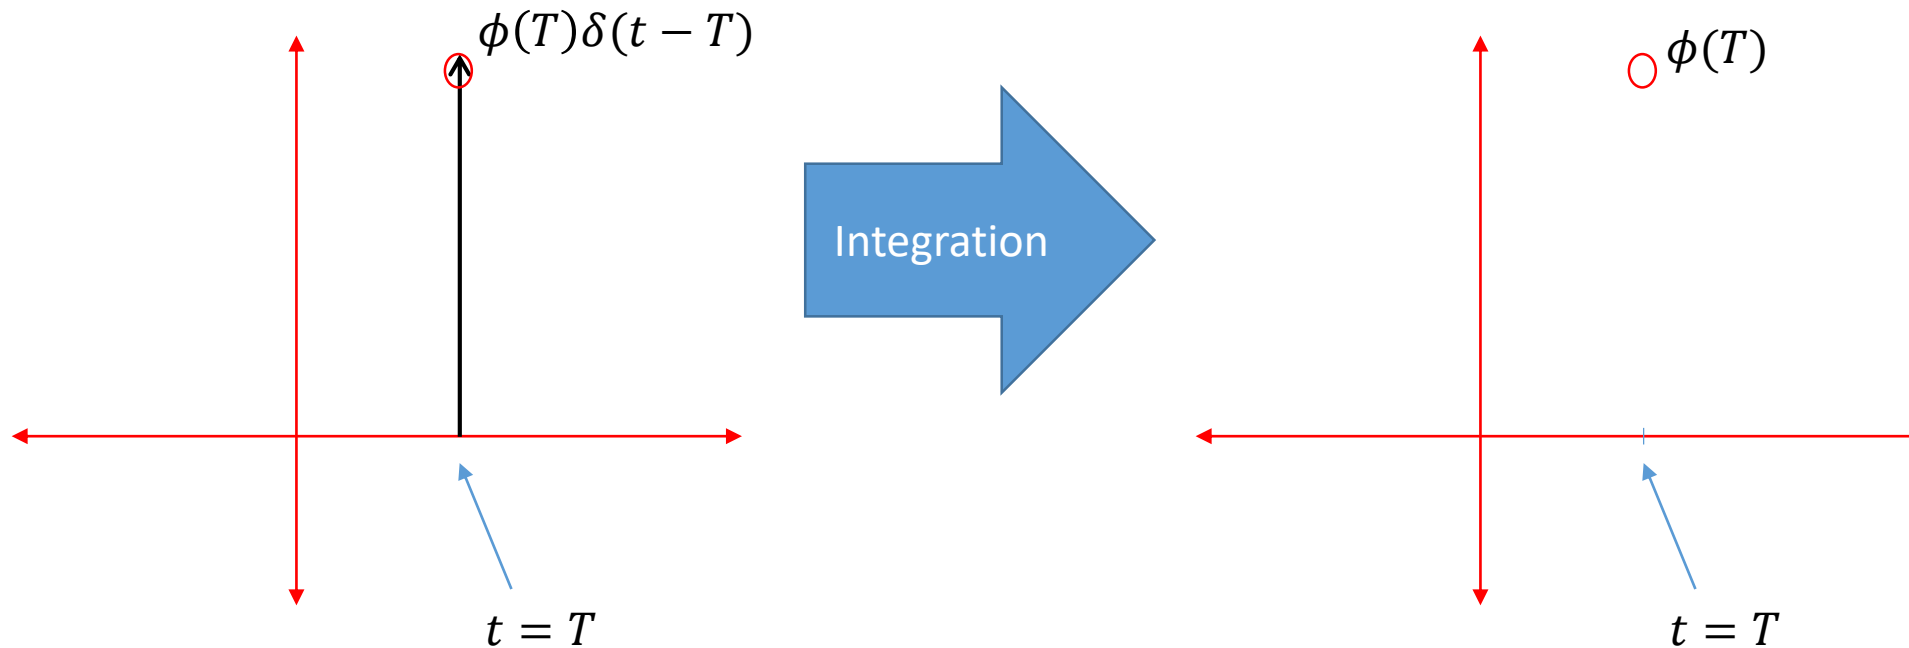 ϕ(T)δ(t − T)
ϕ(T)
Integration
t = T
t = T